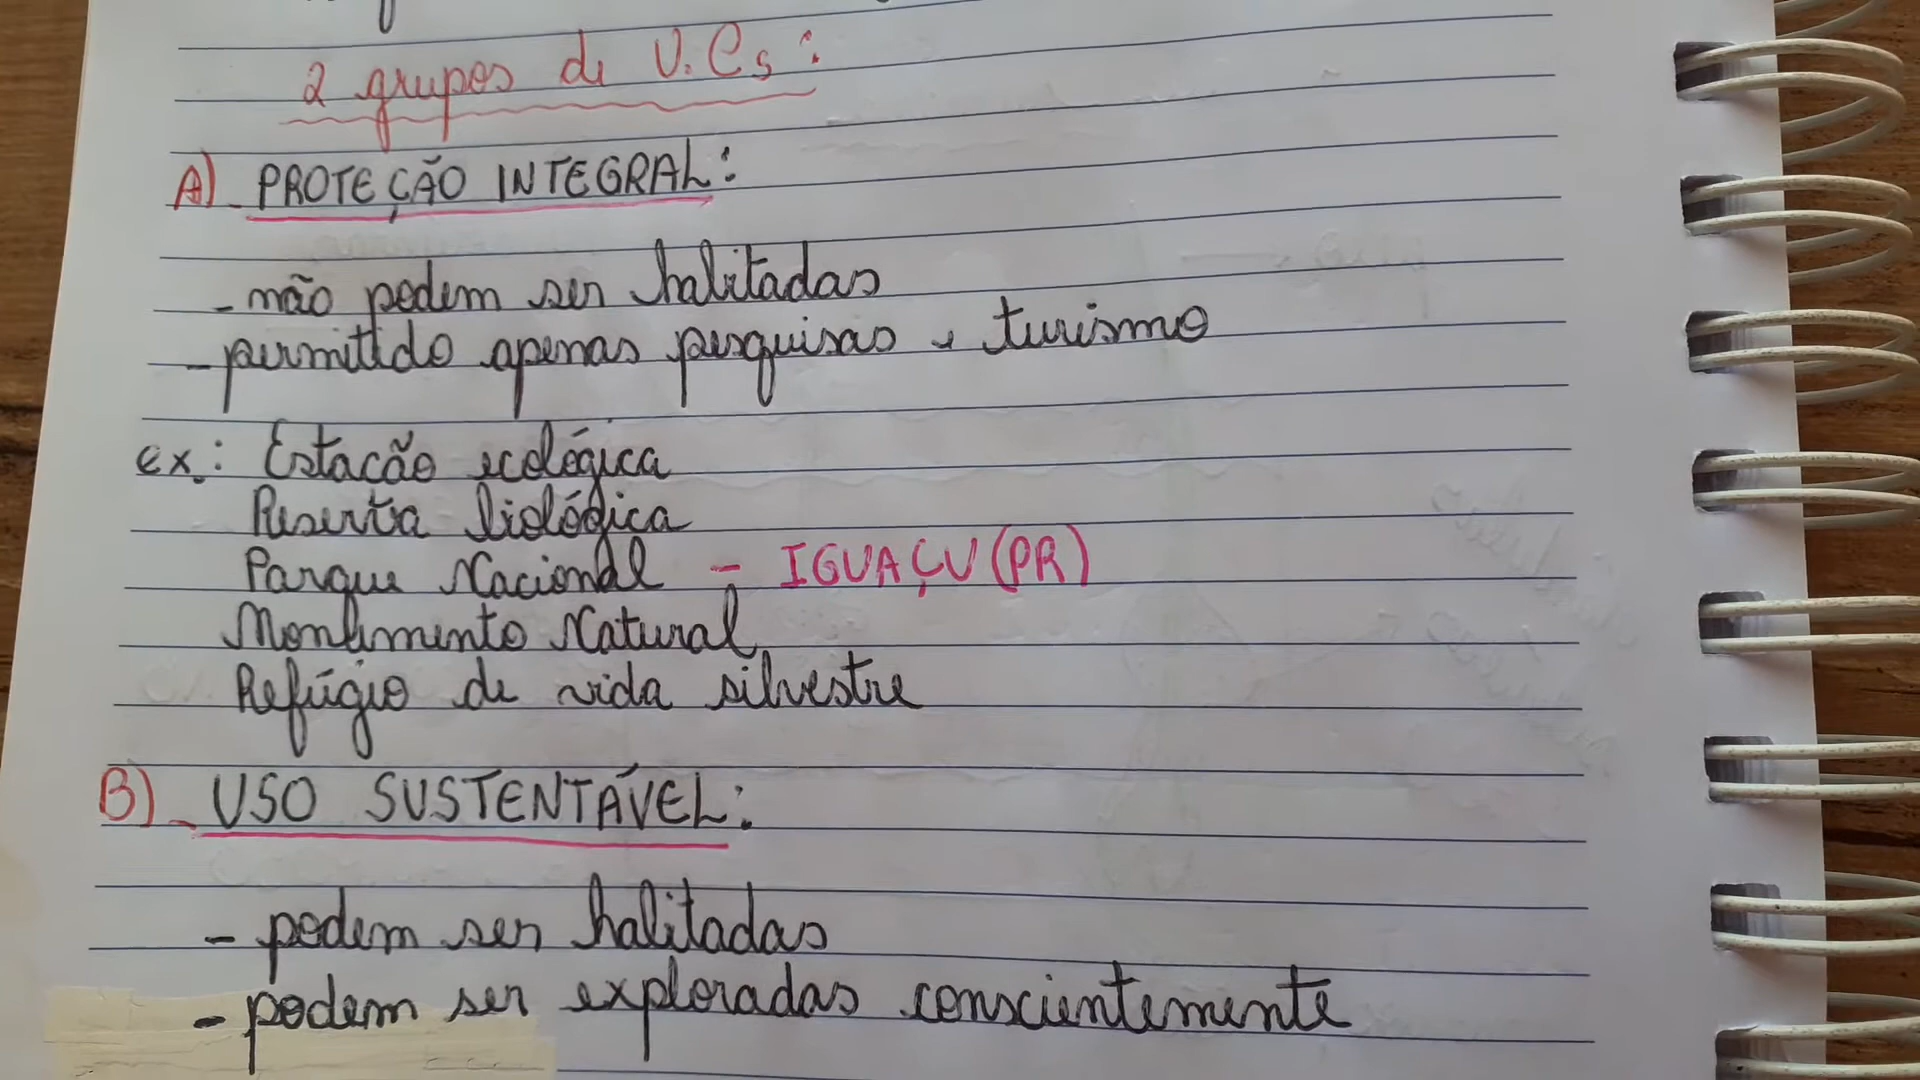 2 grupos de U.Cs:
A) PROTEÇÃO INTEGRAL:
- não podem ser habitadas
- permitido apenas pesquisas e turismo
ex.: Estacão ecológica
Reserva biológica
Parque Nacional - IGUAÇU (PR)
Monumento Natural
Refúgio de vida silvestre
B) USO SUSTENTÁVEL:
- podem ser habitadas
- podem ser exploradas conscientemente